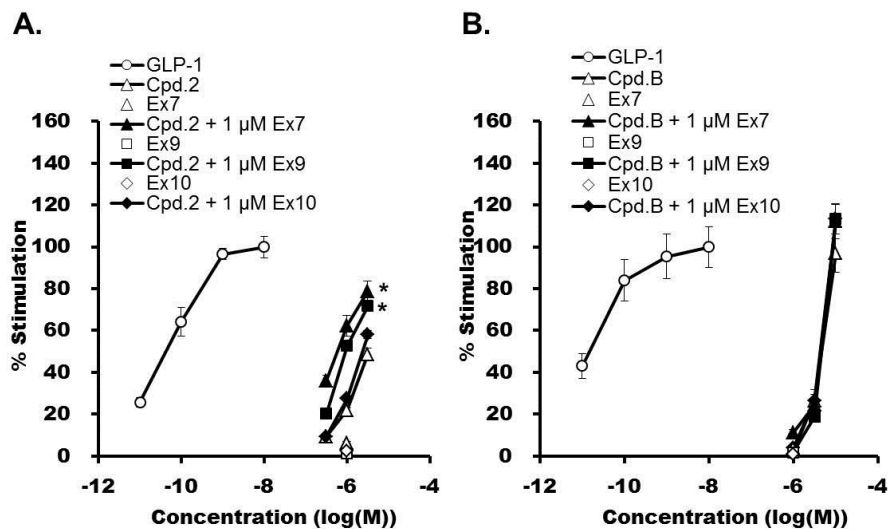 A.
GLP-1
Cpd.2
Ex7
Cpd.2 + 1 µM Ex7
Ex9
Cpd.2 + 1 µM Ex9
Ex10
Cpd.2 + 1 µM Ex10
% Stimulation
160
140
120
100
80
60
40
20
0
* 
*
-12
-10
-8
-6
-4
Concentration (log(M))
B.
GLP-1
Cpd.B
Ex7
Cpd.B + 1 µM Ex7
Ex9
Cpd.B + 1 µM Ex9
Ex10
Cpd.B + 1 µM Ex10
% Stimulation
160
140
120
100
80
60
40
20
0
-12
-10
-8
-6
-4
Concentration (log(M))